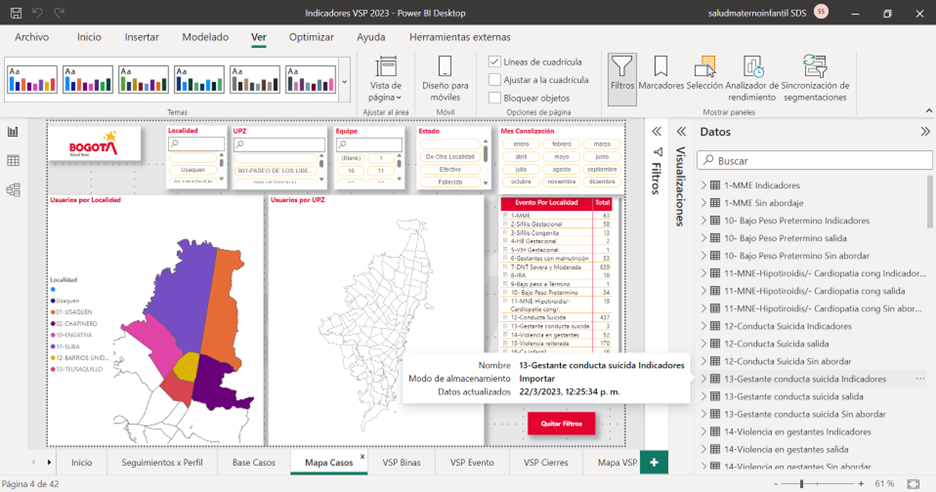 Indicadores VSP 2023 - Power BI Desktop
saludmaternoinfantil SDS
SS
Archivo
Inicio
Insertar
Modelado
Ver
Optimizar
Ayuda
Herramientas externas
Aa
Aa
Aa
Aa
Aa
Aa
Temas
Vista de
página
Ajustar al área
Diseño para
móviles
Móvil
Líneas de cuadrícula
Ajustar a la cuadrícula
Bloquear objetos
Opciones de página
Filtros
Marcadores
Selección
Analizador de
rendimiento
Sincronización de
segmentaciones
Mostrar paneles
BOGOTÁ
Localidad
Usaquen
UPZ
001-PASEO DE LOS LIBE...
Equipo
(Blank)
1
10
11
Estado
De Otra Localidad
Efectivo
Fallecido
Mes Canalización
enero
febrero
marzo
abril
mayo
junio
julio
agosto
septiembre
octubre
noviembre
diciembre
Usuarios por Localidad
Localidad
Usaquen
01-USAQUEN
02-CHAPINERO
10-ENGATIVA
11-SUBA
12-BARRIOS UNID...
13-TEUSAQUILLO
Usuarios por UPZ
Evento Por Localidad Total
1-MME 63
2-Sifilis Gestacional 58
3-Sifilis Congenita 13
4-HB Gestacional 2
5-VIH Gestacional 1
6-Gestantes con malnutrición 33
7-DNT Severa y Moderada 639
8-IRA 18
9-Bajo peso a Término 1
10- Bajo Peso Pretermino 34
11-MNE-Hipotiroidis/- 19
Cardiopatia cong/.
12-Conducta Suicida 437
13-Gestante conducta suicida 3
14-Violencia en gestantes 52
15-Violencia reiterada 170
Nombre 13-Gestante conducta suicida Indicadores
Modo de almacenamiento Importar
Datos actualizados 22/3/2023, 12:25:34 p. m.
Quitar Filtros
Filtros
Visualizaciones
Datos
Buscar
1-MME Indicadores
1-MME Sin abordaje
10- Bajo Peso Pretermino Indicadores
10- Bajo Peso Pretermino salida
10- Bajo Peso Pretermino Sin abordar
11-MNE-Hipotiroidis/- Cardiopatia cong Indicador...
11-MNE-Hipotiroidis/- Cardiopatia cong salida
11-MNE-Hipotiroidis/- Cardiopatia cong Sin abor...
12-Conducta Suicida Indicadores
12-Conducta Suicida salida
12-Conducta Suicida Sin abordar
13-Gestante conducta suicida Indicadores
13-Gestante conducta suicida salida
13-Gestante conducta suicida Sin abordar
14-Violencia en gestantes Indicadores
14-Violencia en gestantes salida
14-Violencia en gestantes Sin abordar
Inicio
Seguimientos x Perfil
Base Casos
Mapa Casos
x
VSP Binas
VSP Evento
VSP Cierres
Mapa VSP
Página 4 de 42
61 %